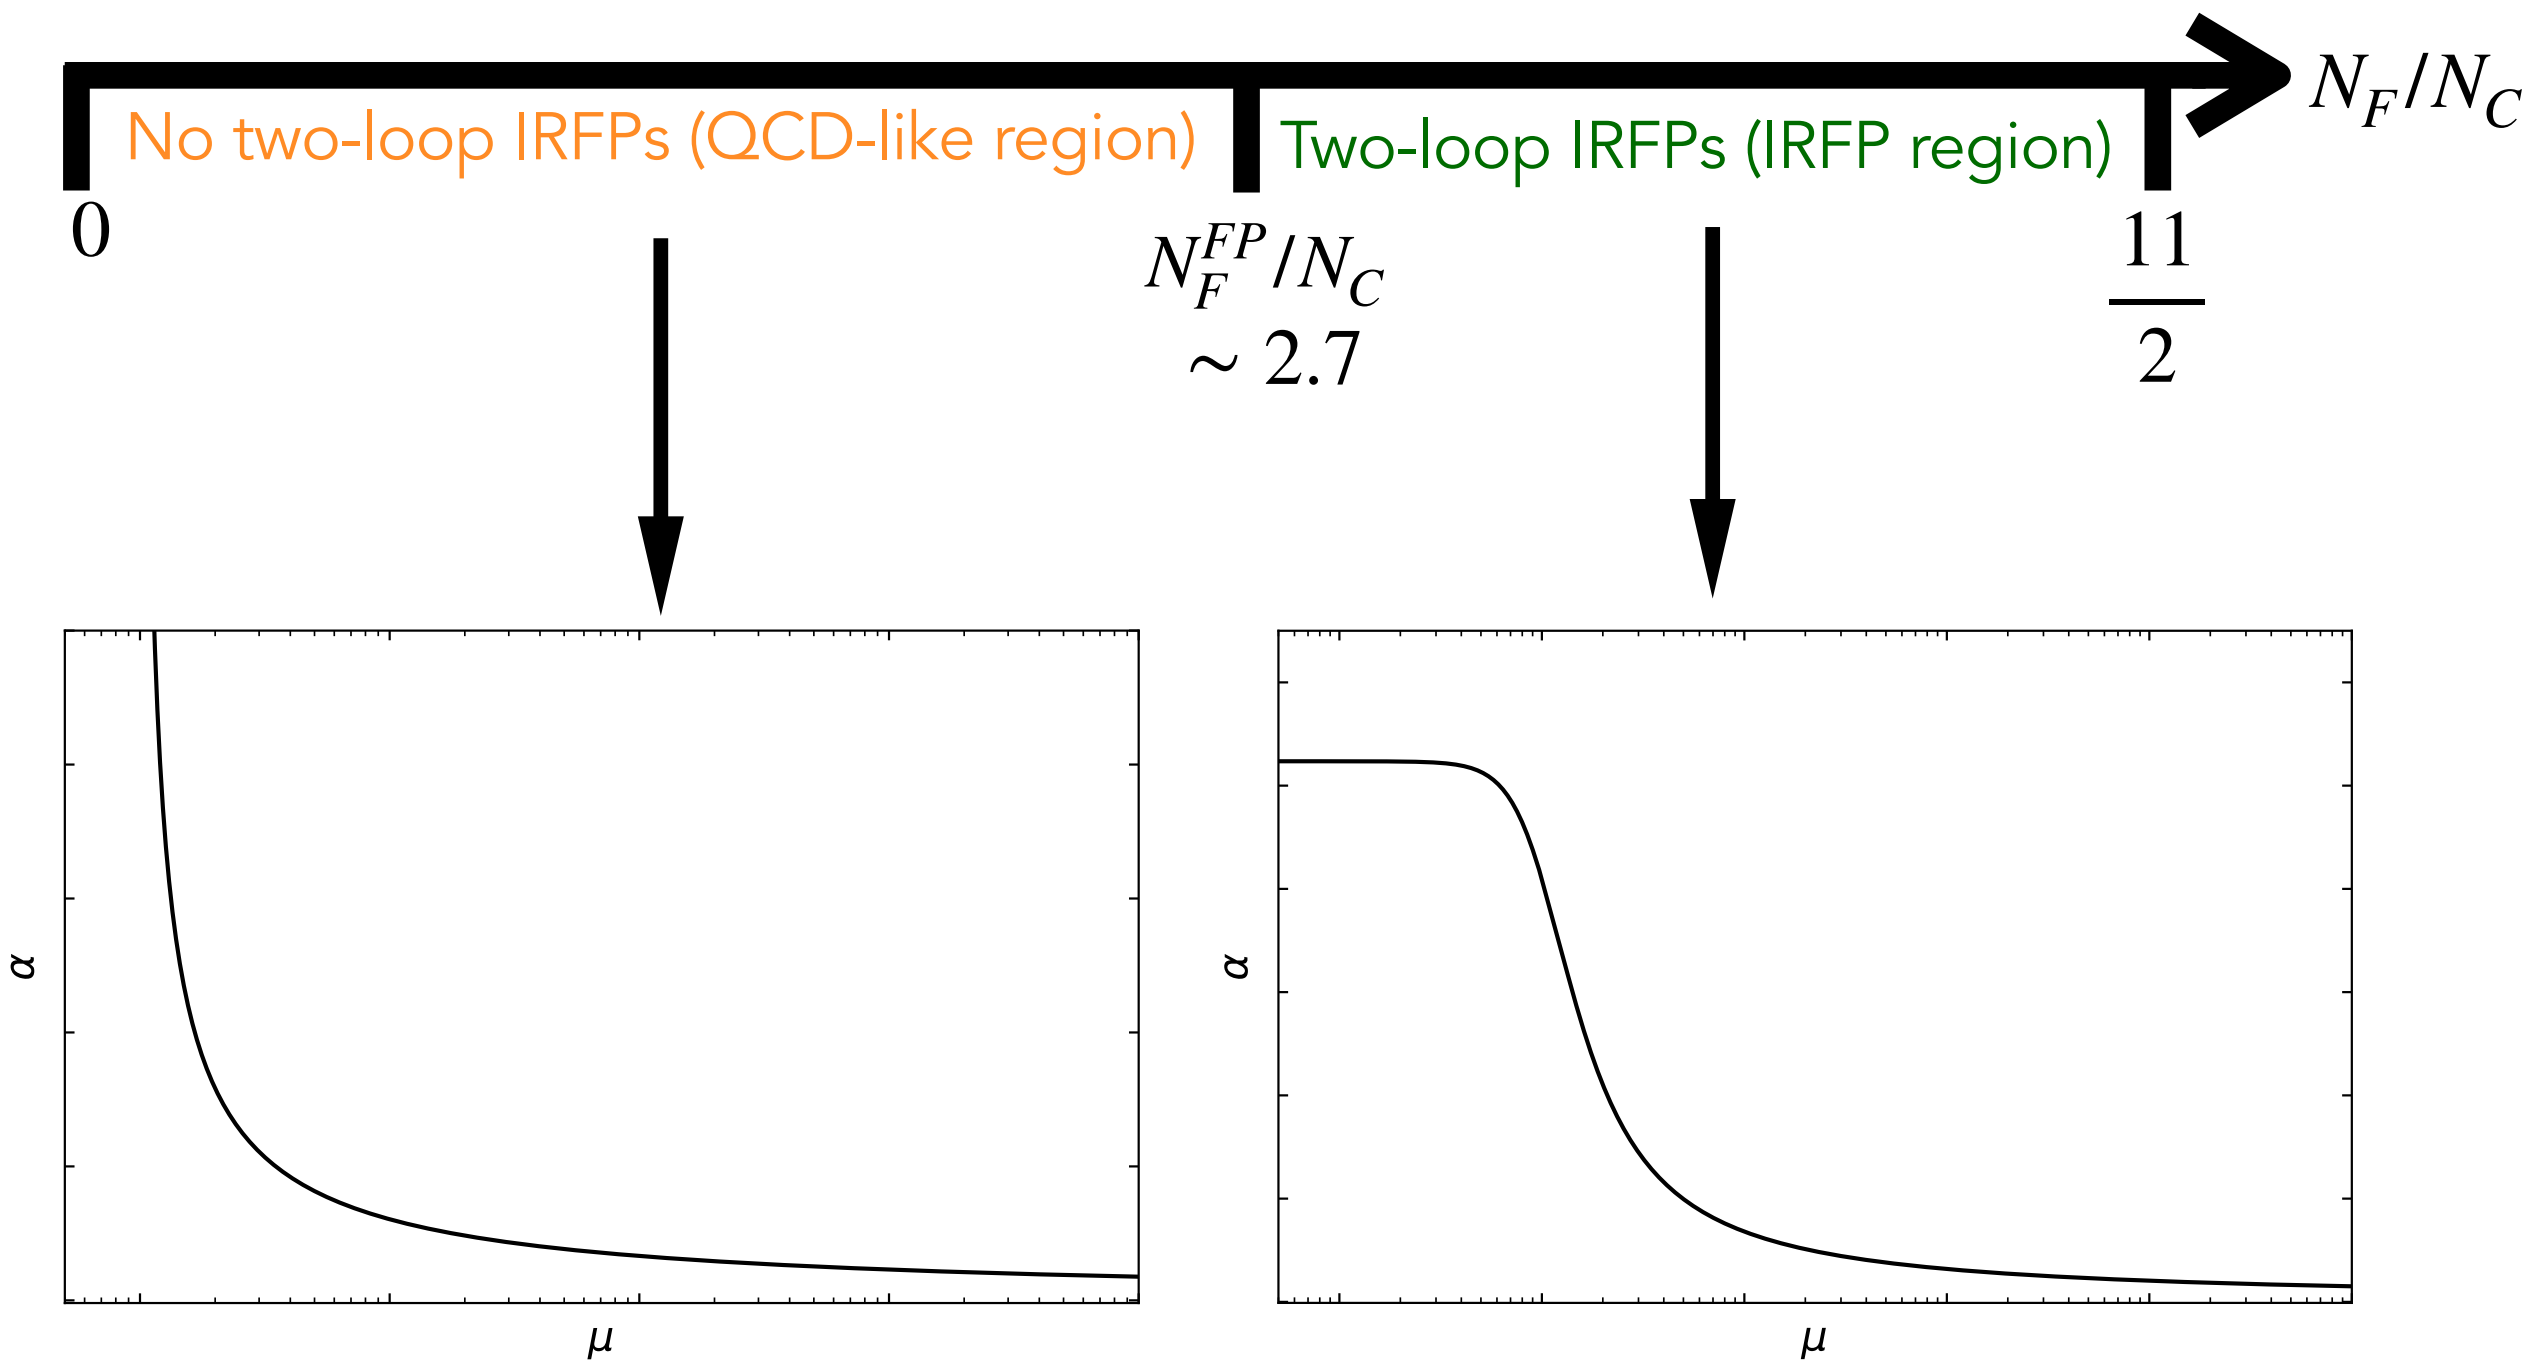 N_F/N_C
No two-loop IRFPs (QCD-like region)
Two-loop IRFPs (IRFP region)
0
N_F^{FP}/N_C
~ 2.7
11
2
α
α
μ
μ